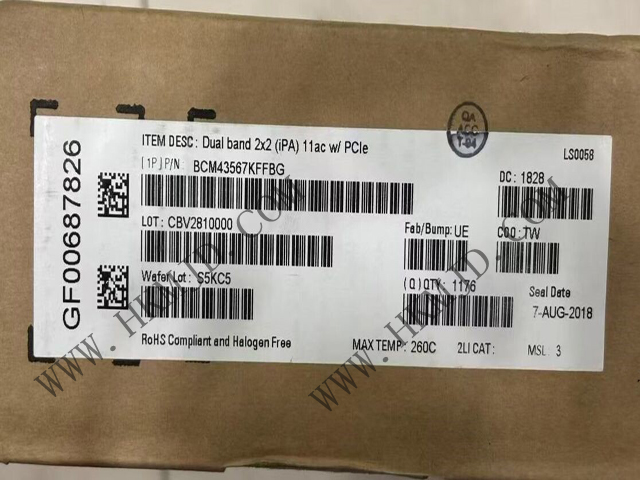 GF00687826
ITEM DESC: Dual band 2x2 (iPA) 11ac w/ PCIe
QA
ACC
T-94
LS0058
[1P]P/N: BCM43567KFFBG
DC: 1828
LOT: CBV2810000
Fab/Bump: UE
COO: TW
Wafer Lot: S5KC5
(Q) QTY: 1176
Seal Date
7-AUG-2018
RoHS Compliant and Halogen Free
MAX TEMP: 260C
2LI CAT:
MSL: 3
WWW.HKMJD.COM
WWW.HKMJD.COM